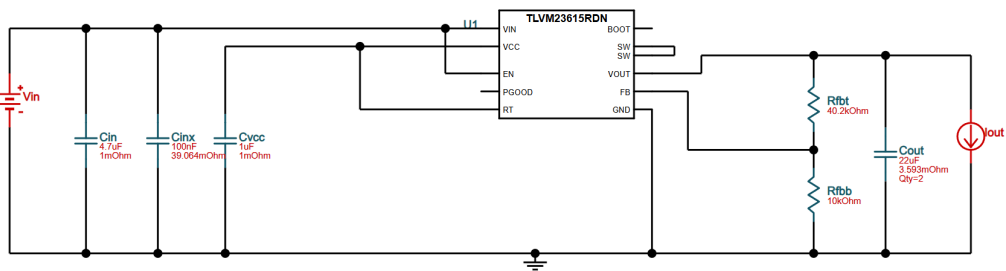 TLVM23615RDN
U1
VIN
BOOT
VCC
SW
SW
EN
VOUT
PGOOD
FB
RT
GND
+
Vin
-
Cin
4.7uF
1mOhm
Cinx
100nF
39.064mOhm
Cvcc
1uF
1mOhm
Rfbt
40.2kOhm
Rfbb
10kOhm
Cout
22uF
3.593mOhm
Qty=2
Iout